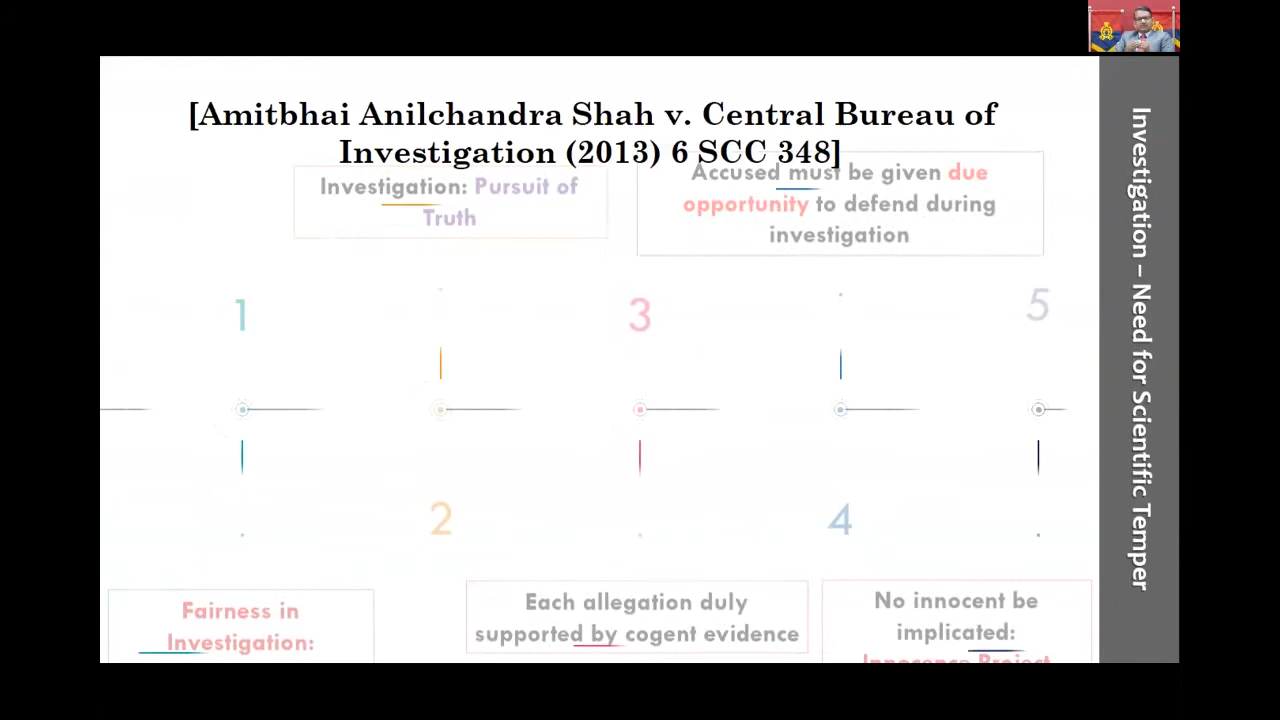 [Amitbhai Anilchandra Shah v. Central Bureau of
Investigation (2013) 6 SCC 348]
Investigation: Pursuit of
Truth
Accused must be given due
opportunity to defend during
investigation
1
3
5
2
4
Fairness in
Investigation:
Each allegation duly
supported by cogent evidence
No innocent be
implicated:
Innocence Project
Investigation – Need for Scientific Temper